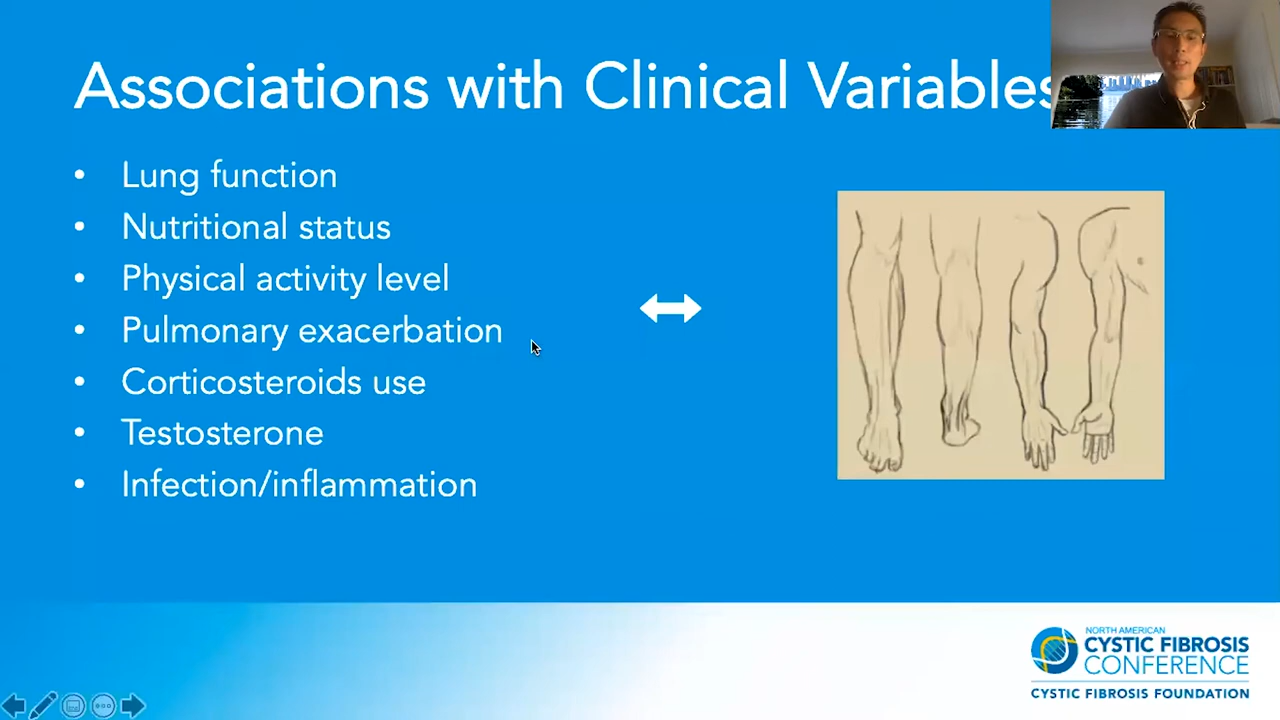 Associations with Clinical Variables
• Lung function
• Nutritional status
• Physical activity level
• Pulmonary exacerbation
• Corticosteroids use
• Testosterone
• Infection/inflammation
NORTH AMERICAN
CYSTIC FIBROSIS
CONFERENCE
CYSTIC FIBROSIS FOUNDATION